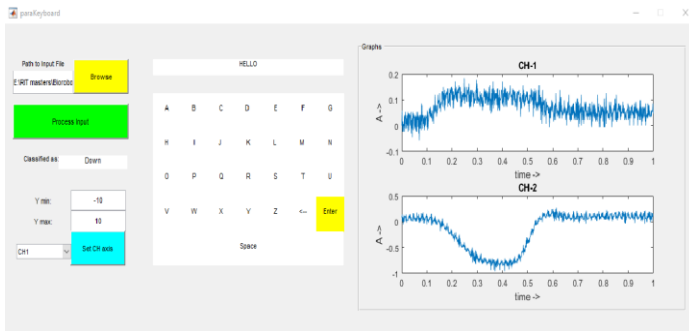 paraKeyboard
Path to Input File
E:\RIT masters\Biorobo
Browse
Process Input
Classified as:
Down
Y min:
-10
Y max:
10
CH1
Set CH axis
HELLO
A B C D E F G
H I J K L M N
O P Q R S T U
V W X Y Z <-- Enter
Space
Graphs
CH-1
0.2
0.1
0
-0.1
A ->
0 0.1 0.2 0.3 0.4 0.5 0.6 0.7 0.8 0.9 1
time ->
CH-2
0.5
0
-0.5
-1
A ->
0 0.1 0.2 0.3 0.4 0.5 0.6 0.7 0.8 0.9 1
time ->